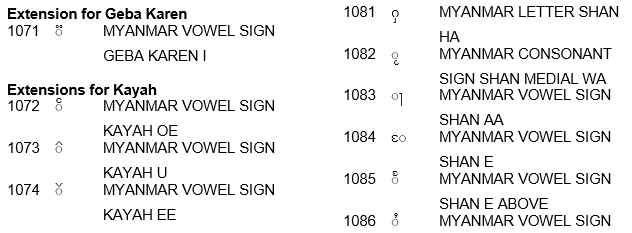 Extension for Geba Karen
1071 ◌ၱ MYANMAR VOWEL SIGN
GEBA KAREN I
Extensions for Kayah
1072 ◌ၲ MYANMAR VOWEL SIGN
KAYAH OE
1073 ◌ၳ MYANMAR VOWEL SIGN
KAYAH U
1074 ◌ၴ MYANMAR VOWEL SIGN
KAYAH EE
1081 ႁ MYANMAR LETTER SHAN
HA
1082 ◌ႂ MYANMAR CONSONANT
SIGN SHAN MEDIAL WA
1083 ◌ႃ MYANMAR VOWEL SIGN
SHAN AA
1084 ◌ႄ MYANMAR VOWEL SIGN
SHAN E
1085 ◌ႅ MYANMAR VOWEL SIGN
SHAN E ABOVE
1086 ◌ႆ MYANMAR VOWEL SIGN